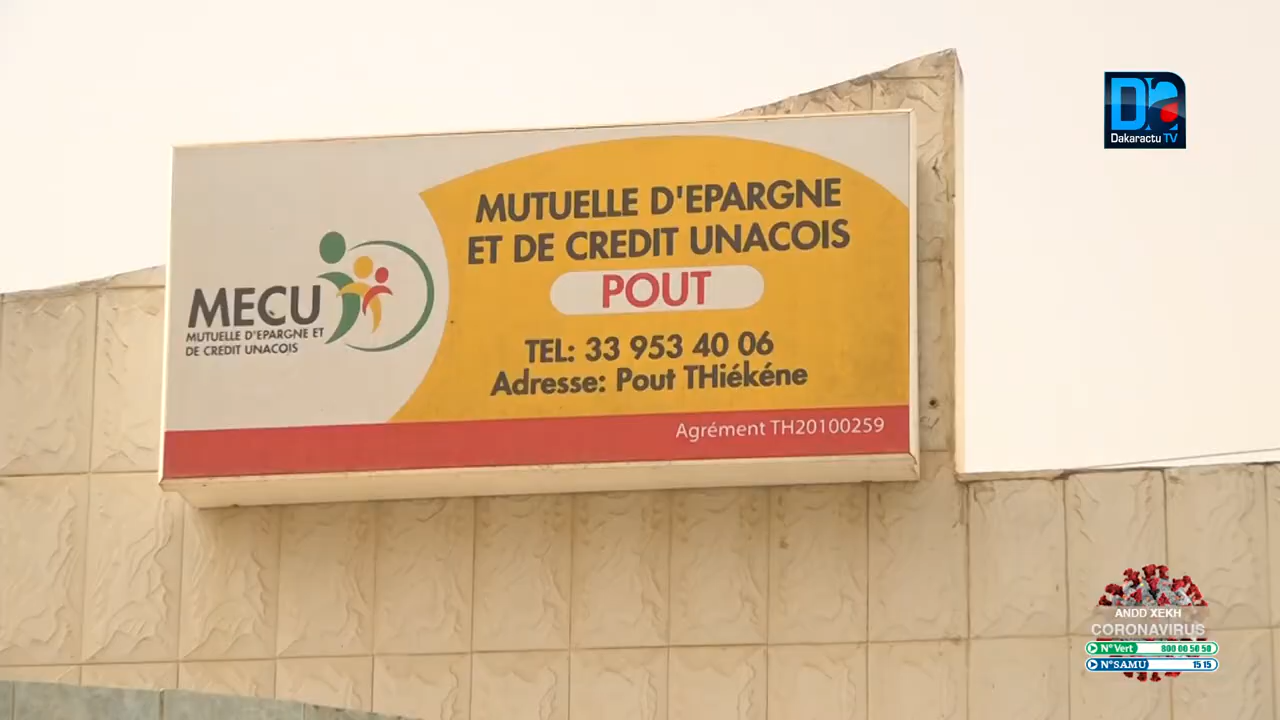 Dakaractu TV
MUTUELLE D'EPARGNE
ET DE CREDIT UNACOIS
POUT
MECU
MUTUELLE D'EPARGNE ET
DE CREDIT UNACOIS
TEL: 33 953 40 06
Adresse: Pout THiékéne
Agrément TH20100259
ANDD XEKH
CORONAVIRUS
N° Vert 800 00 50 50
N° SAMU 15 15